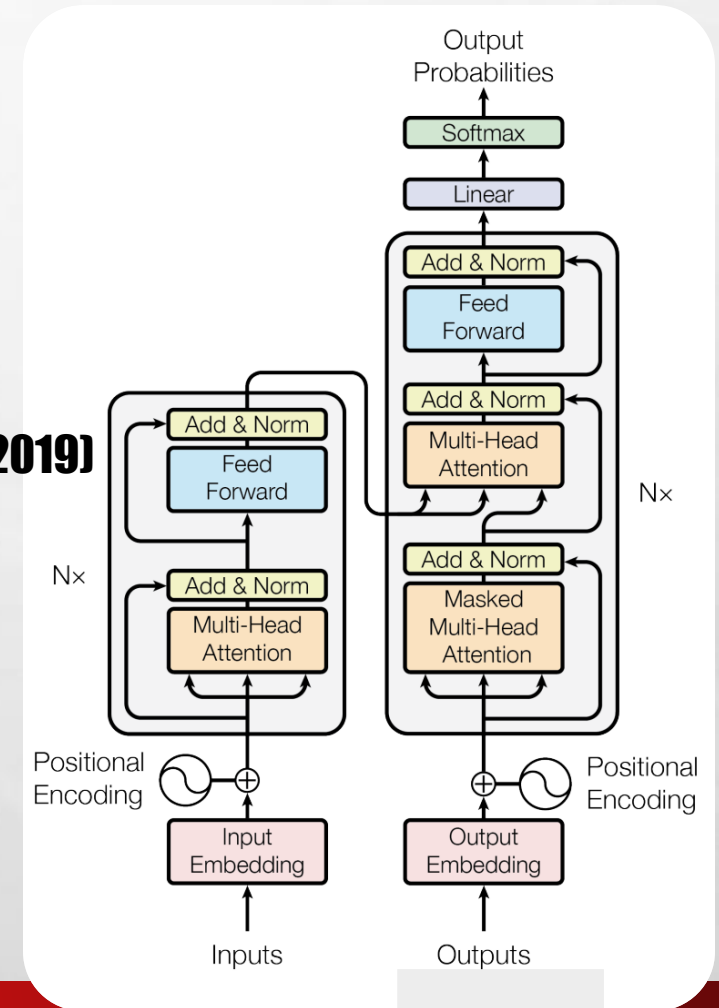 Output
Probabilities
Softmax
Linear
Add & Norm
Feed
Forward
Add & Norm
Multi-Head
Attention
Add & Norm
Masked
Multi-Head
Attention
Nx
2019)
Add & Norm
Feed
Forward
Nx
Add & Norm
Multi-Head
Attention
Positional
Encoding
Positional
Encoding
Input
Embedding
Output
Embedding
Inputs
Outputs